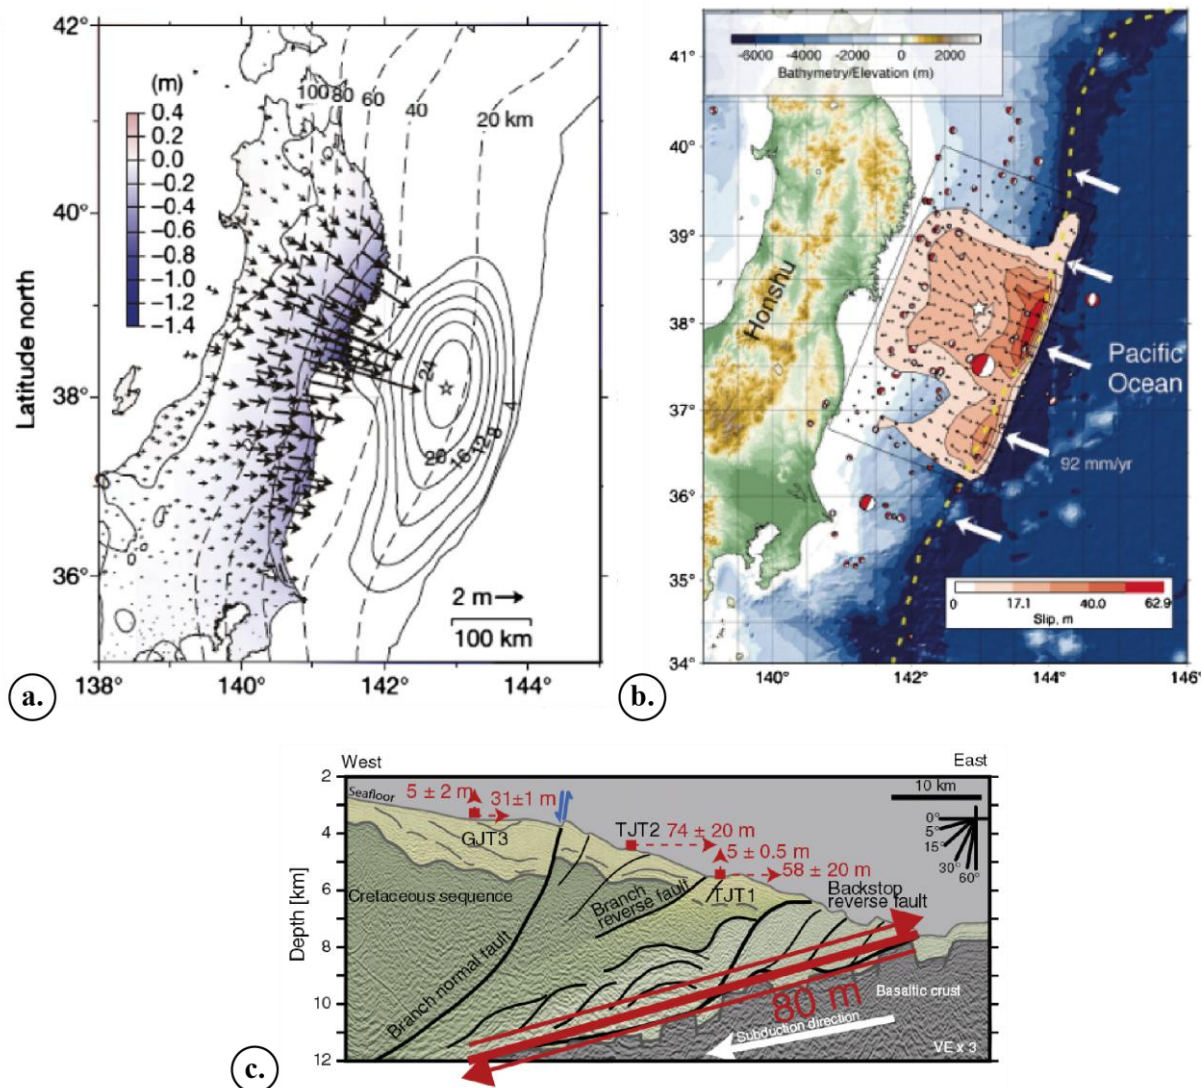 42°
40°
38°
36°
Latitude north
138°
140°
142°
144°
(m)
0.4
0.2
0.0
−0.2
−0.4
−0.6
−0.8
−1.0
−1.2
−1.4
100
80
60
40
20 km
24
20
16
12
8
4
2 m
100 km
a.
-6000 -4000 -2000 0 2000
Bathymetry/Elevation (m)
41°
40°
39°
38°
37°
36°
35°
34°
140°
142°
144°
146°
Honshu
Pacific
Ocean
92 mm/yr
0 17.1 40.0 62.9
Slip, m
b.
West East
2
4
6
8
10
12
Depth [km]
Seafloor
5 ± 2 m
31±1 m
GJT3
TJT2
74 ± 20 m
5 ± 0.5 m
58 ± 20 m
TJT1
10 km
0°
5°
15°
30°
60°
Cretaceous sequence
Branch normal fault
Branch
reverse fault
Backstop
reverse fault
80 m
Basaltic crust
Subduction direction
VE x 3
c.